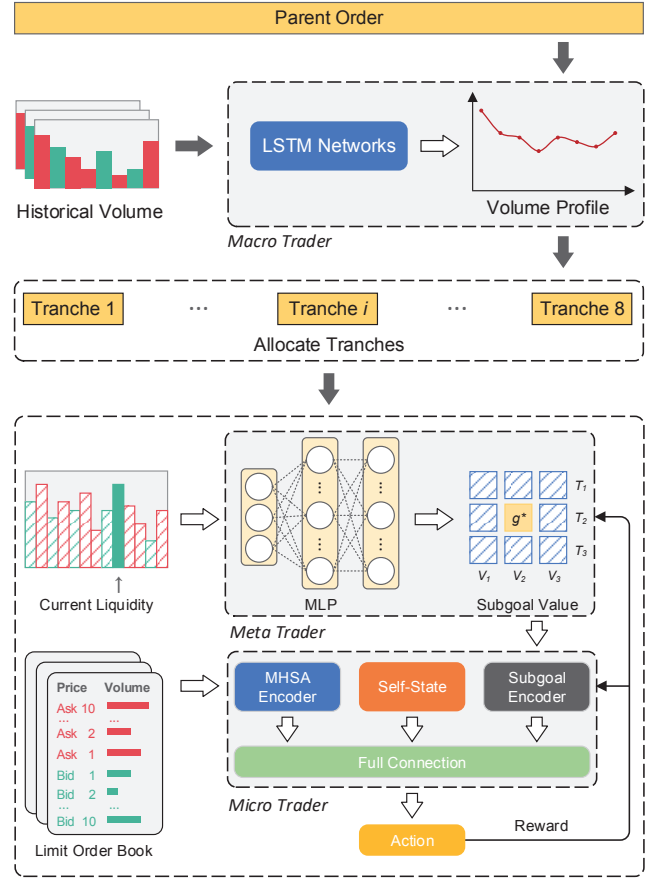 Parent Order
Historical Volume
LSTM Networks
Volume Profile
Macro Trader
Tranche 1
...
Tranche i
...
Tranche 8
Allocate Tranches
Current Liquidity
MLP
g*
T1
T2
T3
V1 V2 V3
Subgoal Value
Meta Trader
Price Volume
Ask 10
... ...
Ask 2
Ask 1
Bid 1
Bid 2
... ...
Bid 10
Limit Order Book
MHSA
Encoder
Self-State
Subgoal
Encoder
Full Connection
Micro Trader
Action
Reward